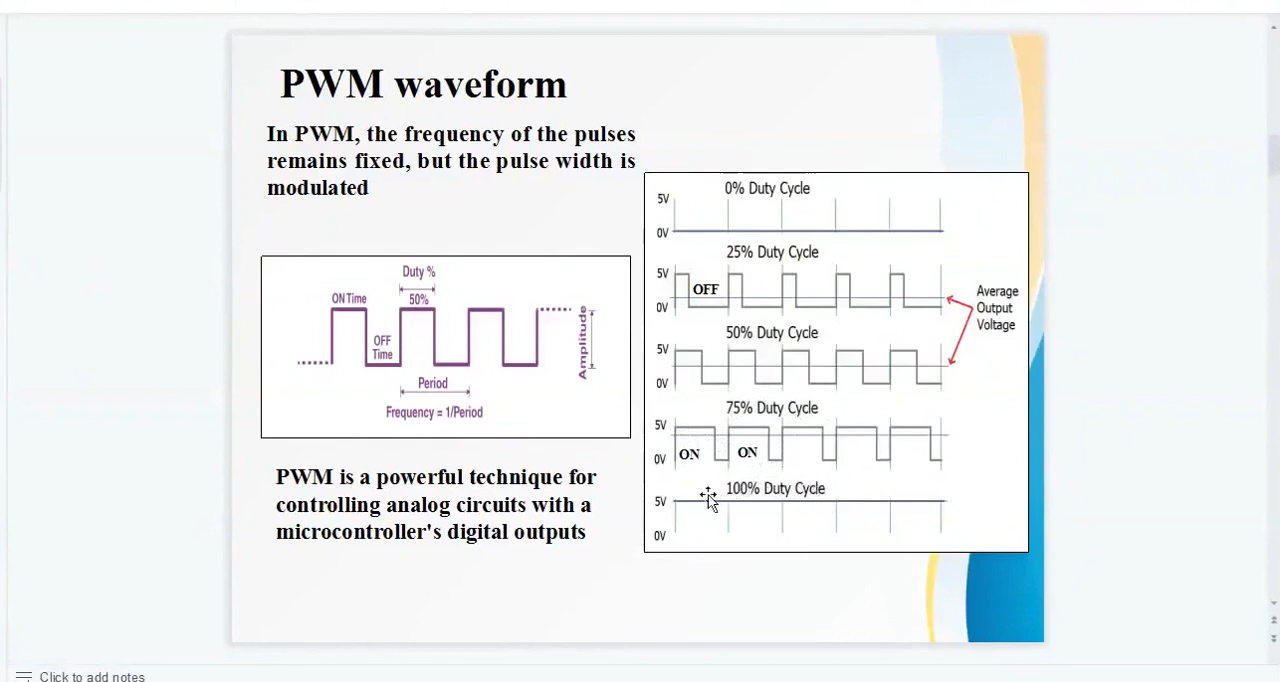 PWM waveform
In PWM, the frequency of the pulses
remains fixed, but the pulse width is
modulated
Duty %
ON Time
50%
OFF
Time
Amplitude
Period
Frequency = 1/Period
PWM is a powerful technique for
controlling analog circuits with a
microcontroller's digital outputs
0% Duty Cycle
5V
0V
25% Duty Cycle
5V
OFF
0V
Average
Output
Voltage
50% Duty Cycle
5V
0V
75% Duty Cycle
5V
0V
ON
ON
100% Duty Cycle
5V
0V
Click to add notes